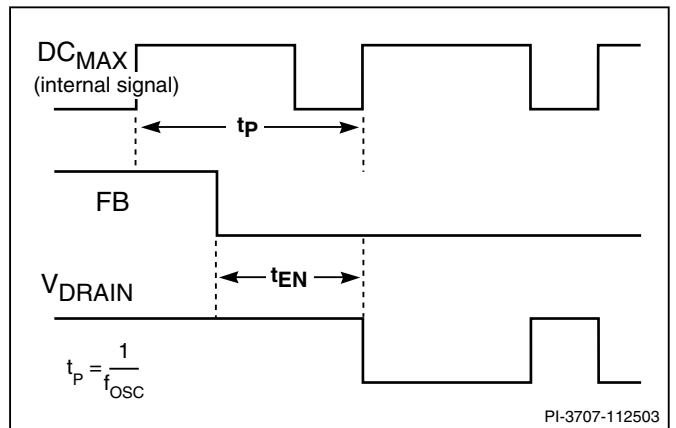 DCMAX
(internal signal)
tP
FB
tEN
VDRAIN
tP = 1/fOSC
PI-3707-112503